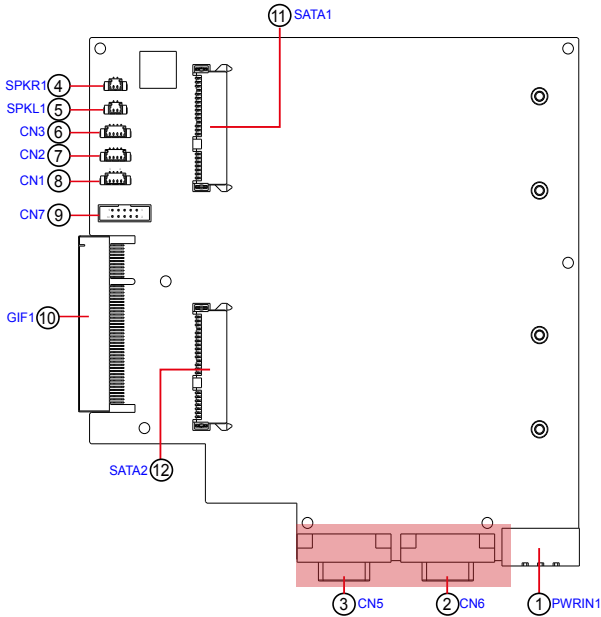 11 SATA1
SPKR1 4
SPKL1 5
CN3 6
CN2 7
CN1 8
CN7 9
GIF1 10
SATA2 12
3 CN5
2 CN6
1 PWRIN1